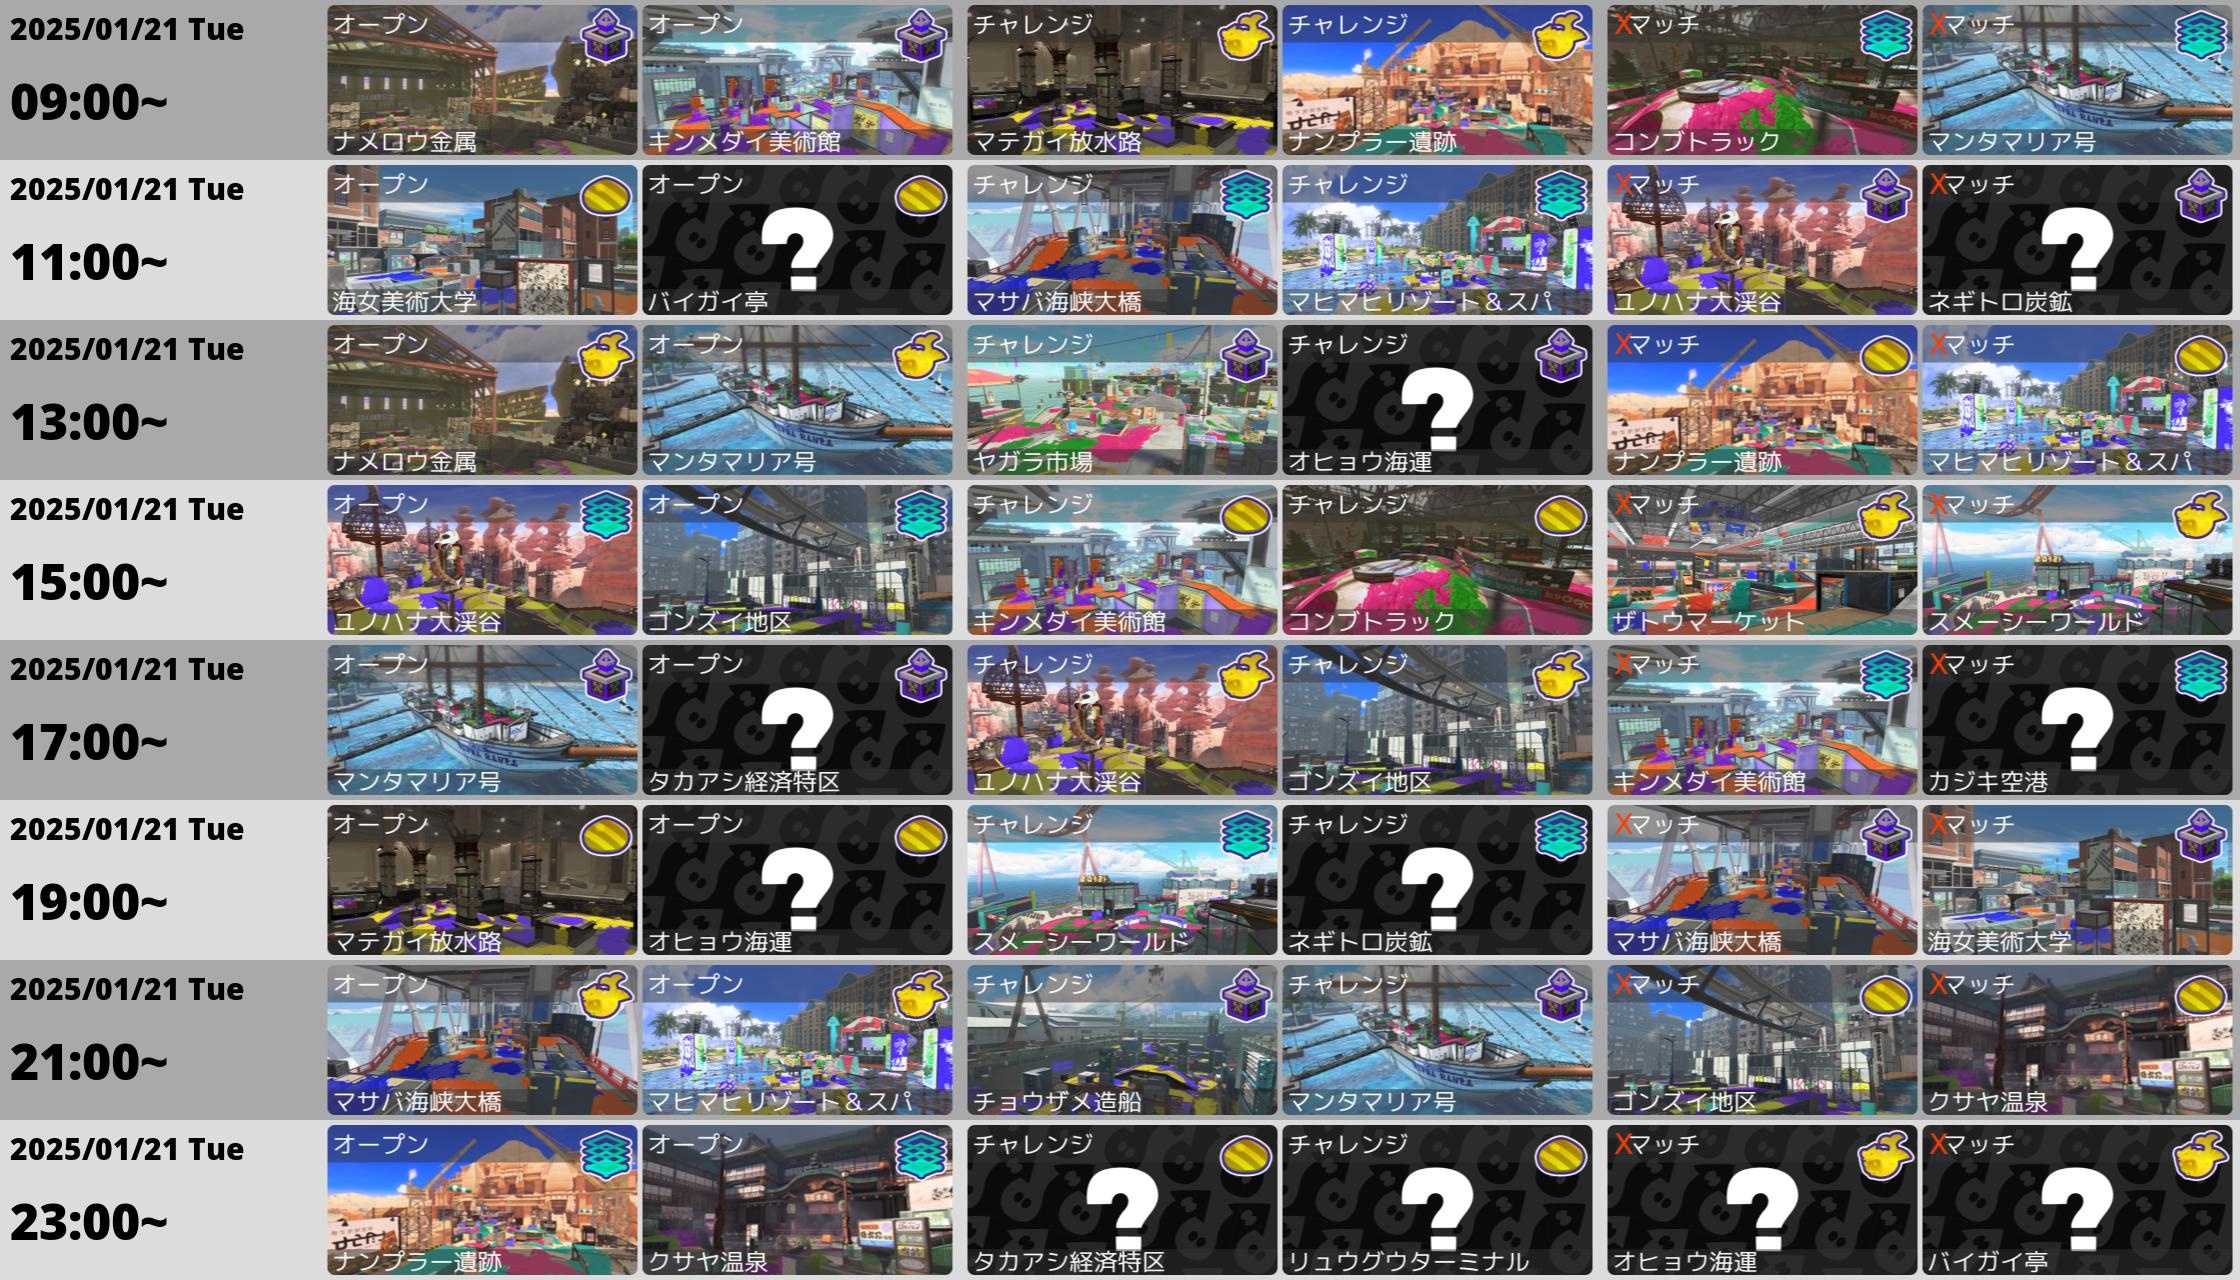 2025/01/21 Tue
09:00~
オープン
ナメロウ金属
オープン
キンメダイ美術館
チャレンジ
マテガイ放水路
チャレンジ
ナンプラー遺跡
Xマッチ
コンブトラック
Xマッチ
マンタマリア号
2025/01/21 Tue
11:00~
オープン
海女美術大学
オープン
?
バイガイ亭
チャレンジ
マサバ海峡大橋
チャレンジ
マヒマヒリゾート&スパ
Xマッチ
ユノハナ大渓谷
Xマッチ
?
ネギトロ炭鉱
2025/01/21 Tue
13:00~
オープン
ナメロウ金属
オープン
マンタマリア号
チャレンジ
ヤガラ市場
チャレンジ
?
オヒョウ海運
Xマッチ
ナンプラー遺跡
Xマッチ
マヒマヒリゾート&スパ
2025/01/21 Tue
15:00~
オープン
ユノハナ大渓谷
オープン
ゴンズイ地区
チャレンジ
キンメダイ美術館
チャレンジ
コンブトラック
Xマッチ
ザトウマーケット
Xマッチ
スメーシーワールド
2025/01/21 Tue
17:00~
オープン
マンタマリア号
オープン
?
タカアシ経済特区
チャレンジ
ユノハナ大渓谷
チャレンジ
ゴンズイ地区
Xマッチ
キンメダイ美術館
Xマッチ
?
カジキ空港
2025/01/21 Tue
19:00~
オープン
マテガイ放水路
オープン
?
オヒョウ海運
チャレンジ
スメーシーワールド
チャレンジ
?
ネギトロ炭鉱
Xマッチ
マサバ海峡大橋
Xマッチ
海女美術大学
2025/01/21 Tue
21:00~
オープン
マサバ海峡大橋
オープン
マヒマヒリゾート&スパ
チャレンジ
チョウザメ造船
チャレンジ
マンタマリア号
Xマッチ
ゴンズイ地区
Xマッチ
クサヤ温泉
2025/01/21 Tue
23:00~
オープン
ナンプラー遺跡
オープン
クサヤ温泉
チャレンジ
?
タカアシ経済特区
チャレンジ
?
リュウグウターミナル
Xマッチ
?
オヒョウ海運
Xマッチ
?
バイガイ亭